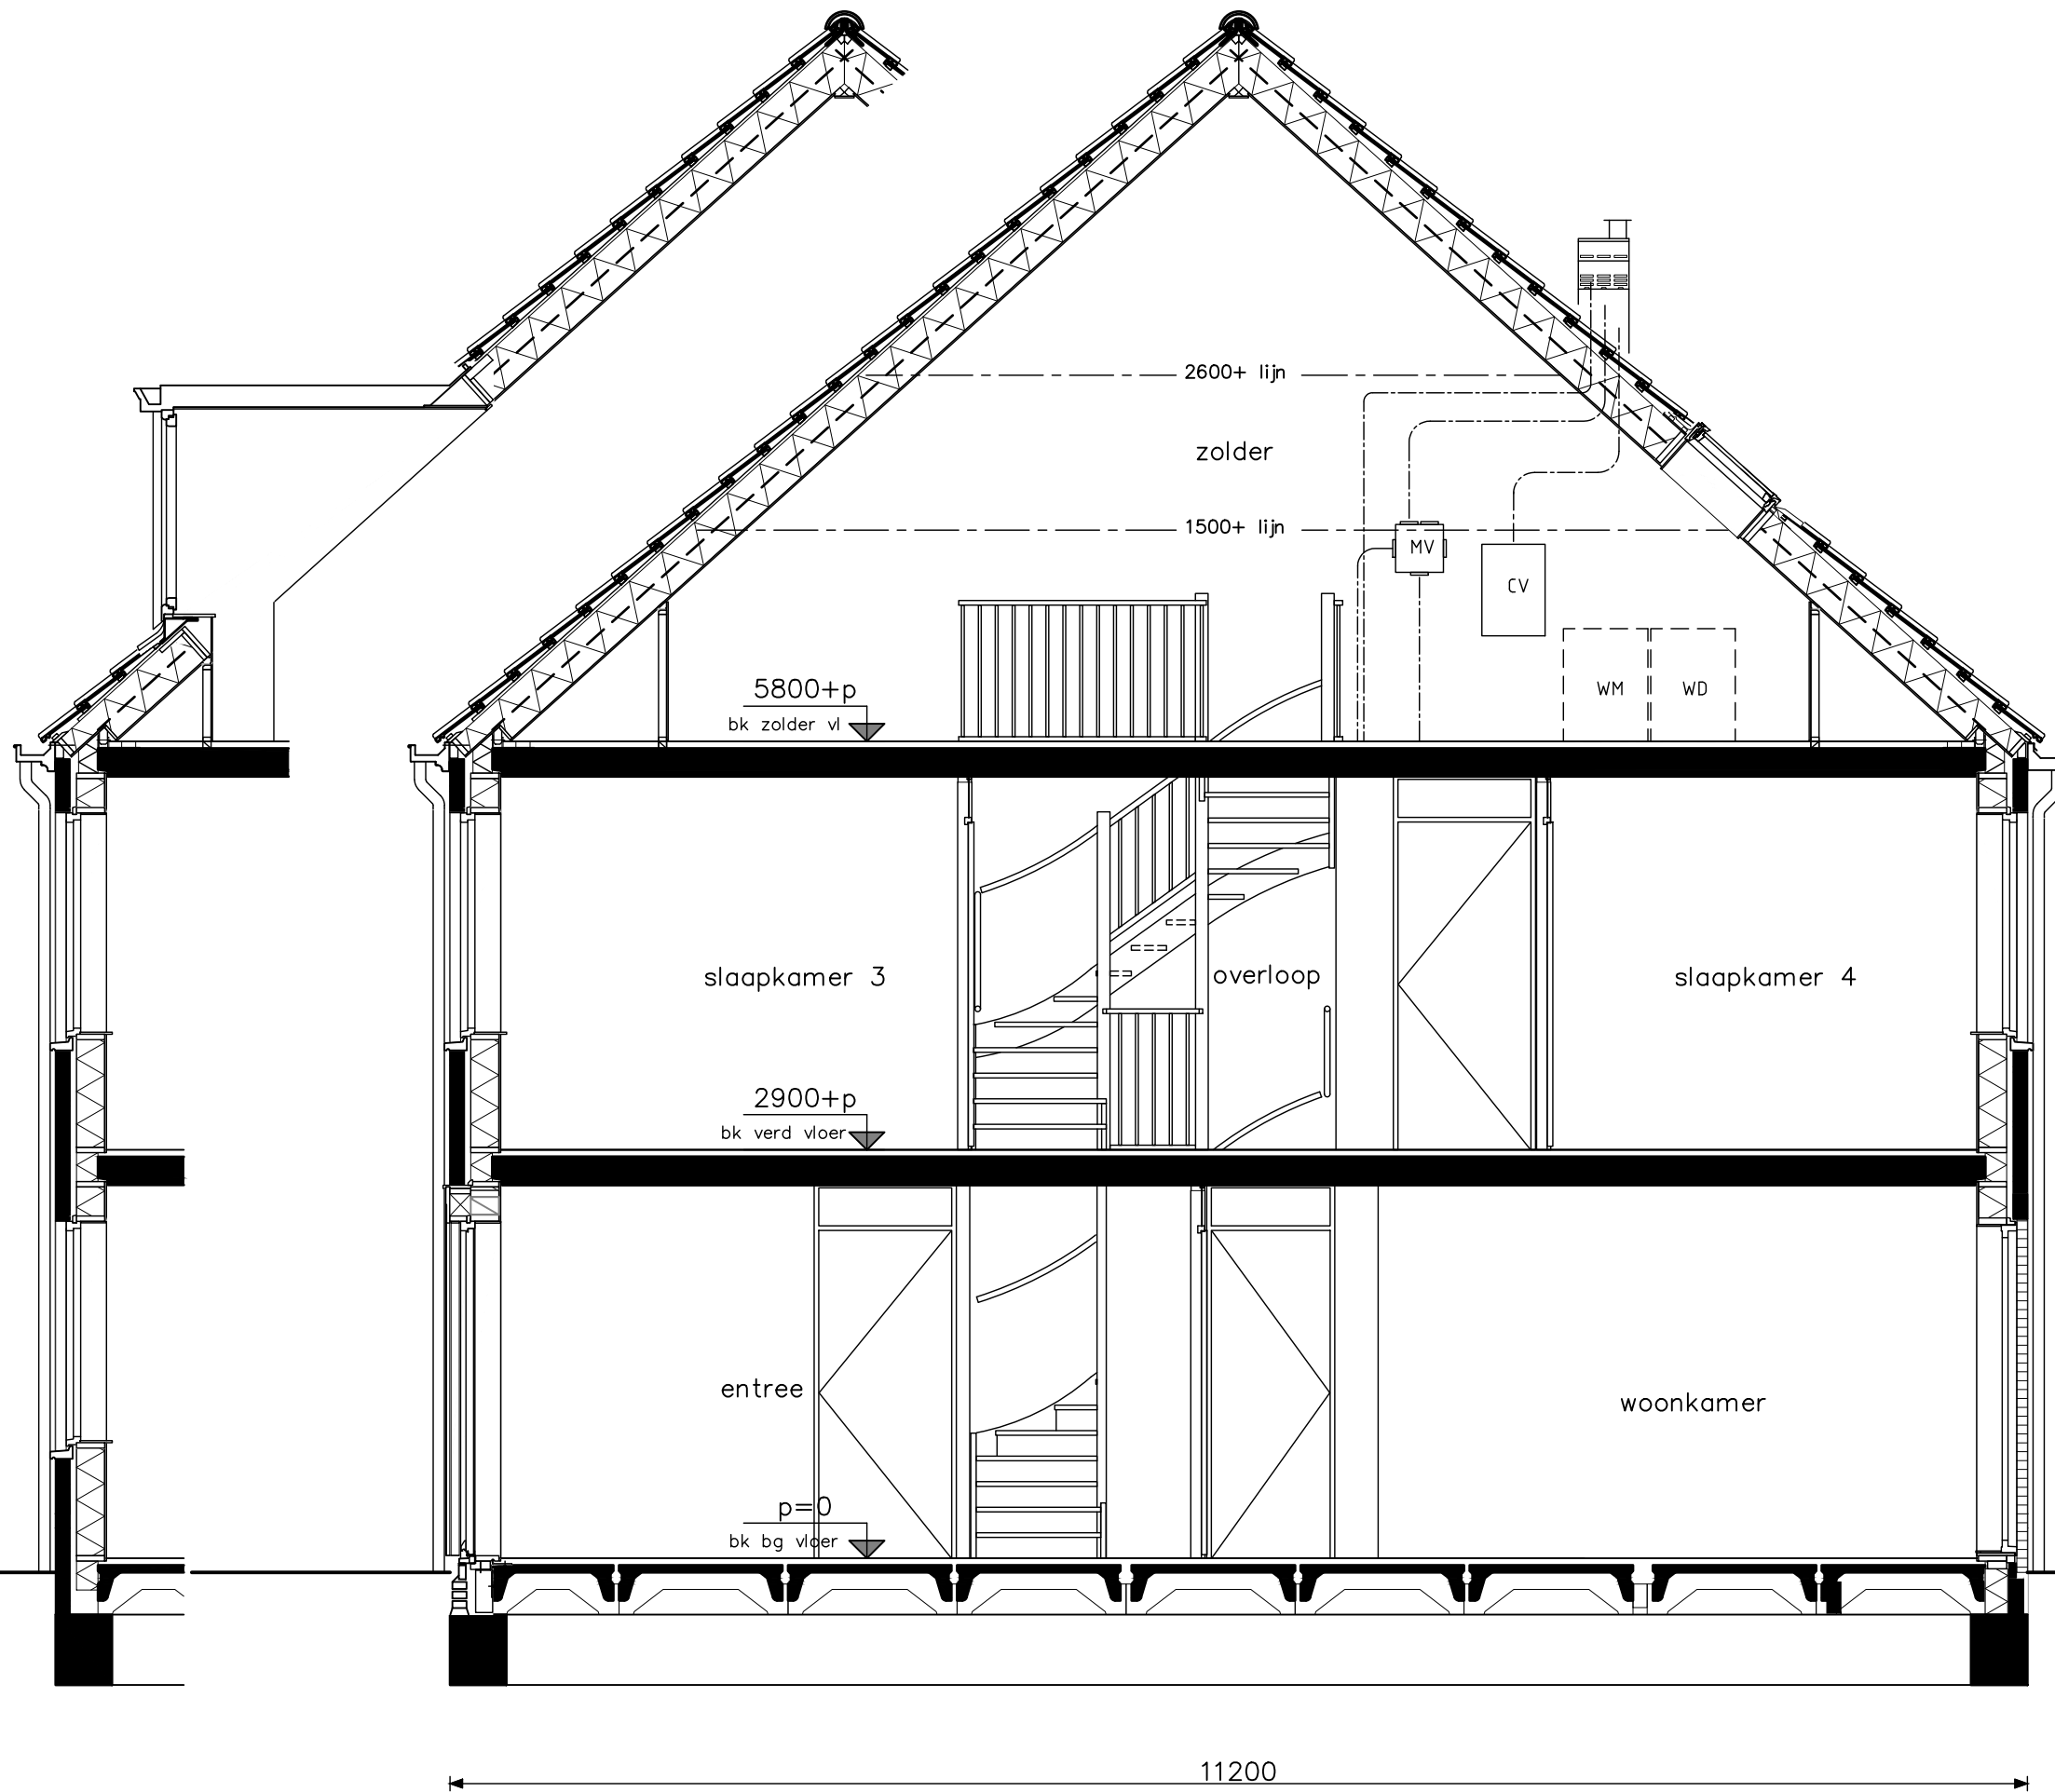 2600+ lijn
zolder
1500+ lijn
MV
CV
WM
WD
5800+p
bk zolder vl
slaapkamer 3
overloop
slaapkamer 4
2900+p
bk verd vloer
entree
woonkamer
p=0
bk bg vloer
11200